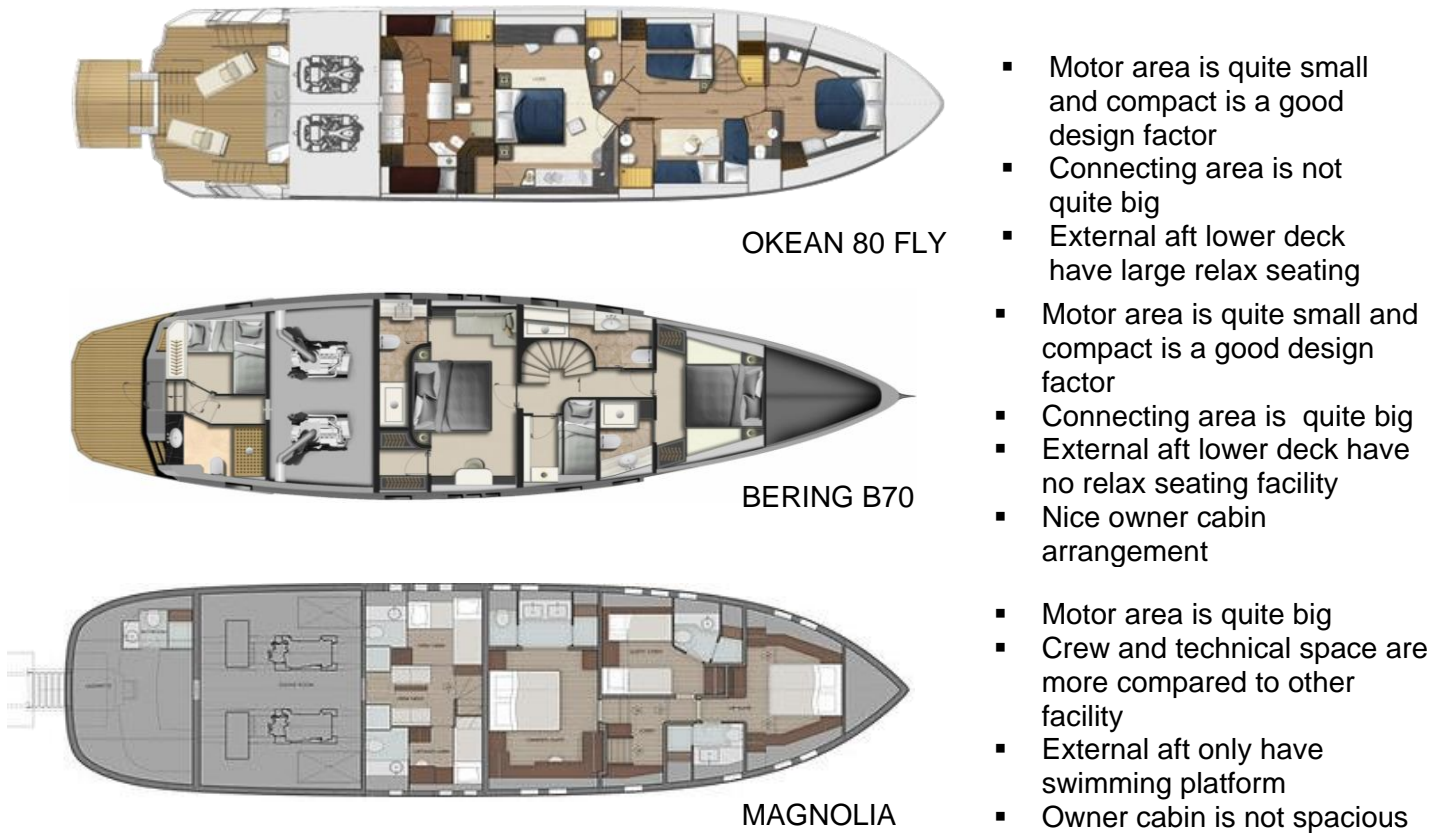 ▪ Motor area is quite small
and compact is a good
design factor
▪ Connecting area is not
quite big
▪ External aft lower deck
have large relax seating
OKEAN 80 FLY
▪ Motor area is quite small and
compact is a good design
factor
▪ Connecting area is quite big
▪ External aft lower deck have
no relax seating facility
▪ Nice owner cabin
arrangement
BERING B70
▪ Motor area is quite big
▪ Crew and technical space are
more compared to other
facility
▪ External aft only have
swimming platform
▪ Owner cabin is not spacious
MAGNOLIA